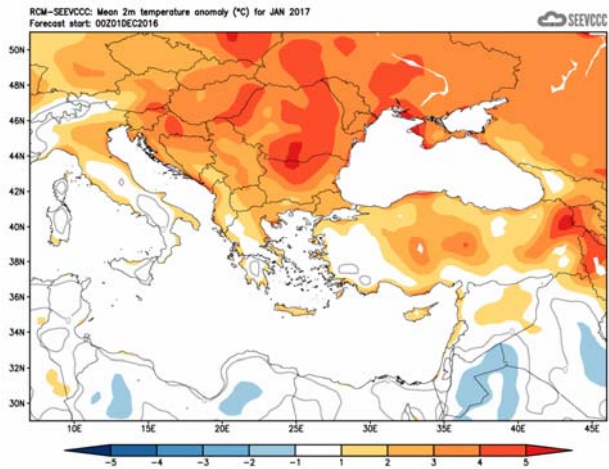 RCM-SEEVCCC: Mean 2m temperature anomaly (°C) for JAN 2017
Forecast start: 00Z01DEC2016
SEEVCCC
50N
48N
46N
44N
42N
40N
38N
36N
34N
32N
30N
10E 15E 20E 25E 30E 35E 40E 45E
-5 -4 -3 -2 -1 1 2 3 4 5